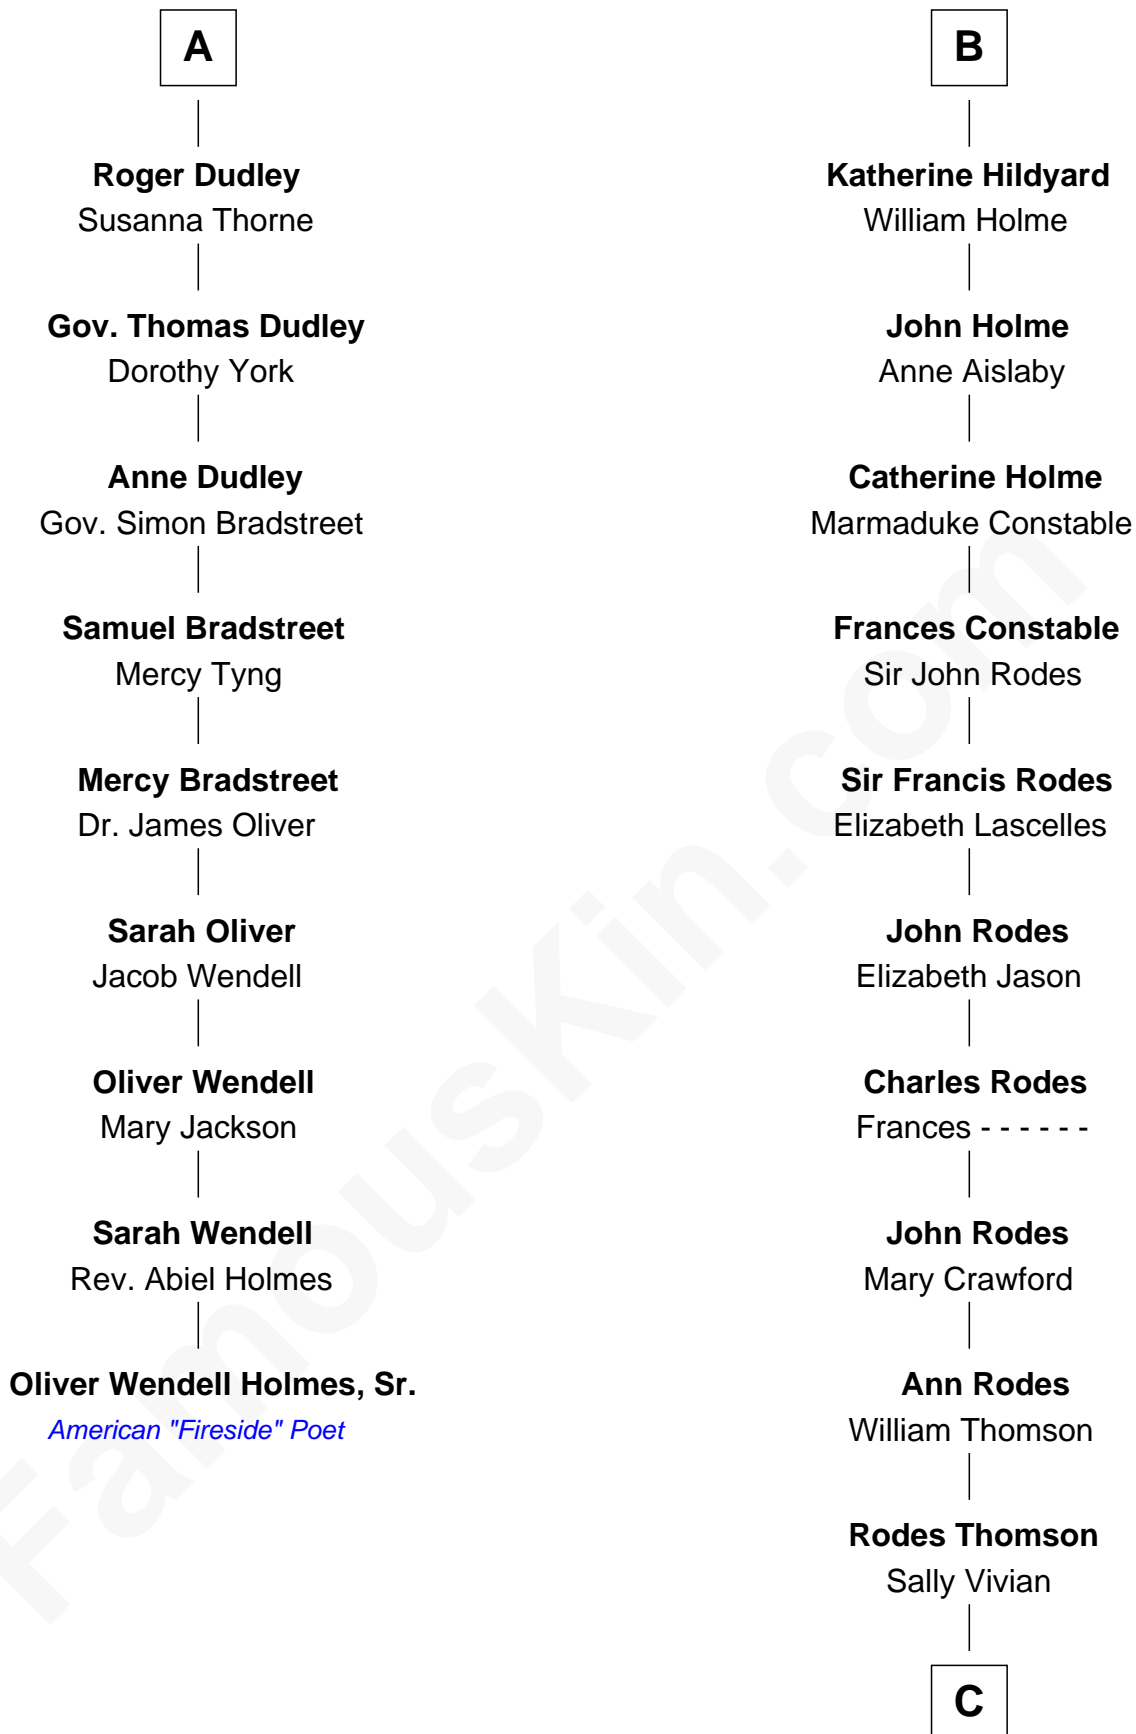 A
Roger Dudley
Susanna Thorne
Gov. Thomas Dudley
Dorothy York
Anne Dudley
Gov. Simon Bradstreet
Samuel Bradstreet
Mercy Tyng
Mercy Bradstreet
Dr. James Oliver
Sarah Oliver
Jacob Wendell
Oliver Wendell
Mary Jackson
Sarah Wendell
Rev. Abiel Holmes
Oliver Wendell Holmes, Sr.
American "Fireside" Poet
B
Katherine Hildyard
William Holme
John Holme
Anne Aislaby
Catherine Holme
Marmaduke Constable
Frances Constable
Sir John Rodes
Sir Francis Rodes
Elizabeth Lascelles
John Rodes
Elizabeth Jason
Charles Rodes
Frances - - - - - -
John Rodes
Mary Crawford
Ann Rodes
William Thomson
Rodes Thomson
Sally Vivian
C
FamousKin.com